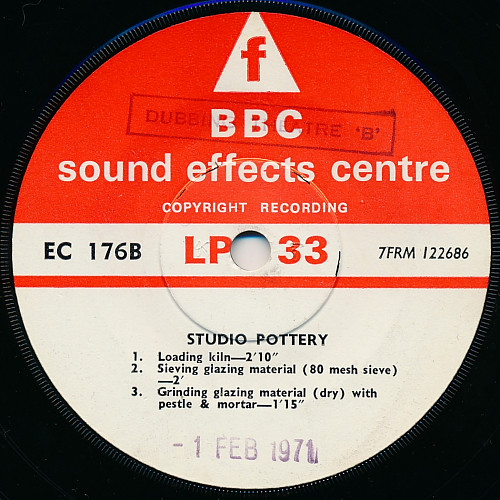 f
DUBBING THEATRE 'B'
BBC
sound effects centre
COPYRIGHT RECORDING
EC 176B LP 33 7FRM 122686
STUDIO POTTERY
1. Loading kiln—2'10"
2. Sieving glazing material (80 mesh sieve)
—2'
3. Grinding glazing material (dry) with
pestle & mortar—1'15"
- 1 FEB 1971